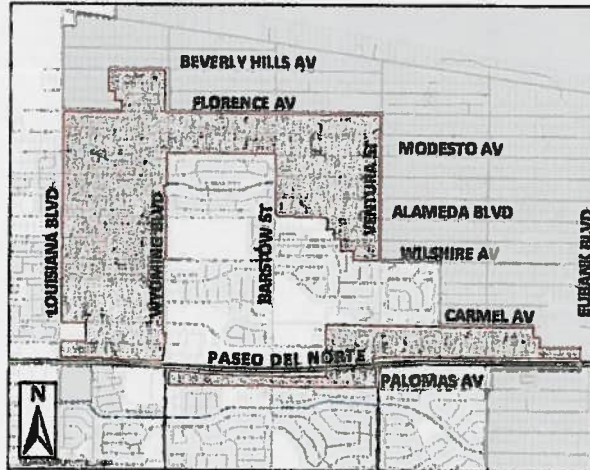 BEVERLY HILLS AV
FLORENCE AV
MODESTO AV
VENTURA ST
LOUISIANA BLVD
WYOMING BLVD
BARSTOW ST
ALAMEDA BLVD
WILSHIRE AV
EUBANK BLVD
CARMEL AV
PASEO DEL NORTE
PALOMAS AV
N